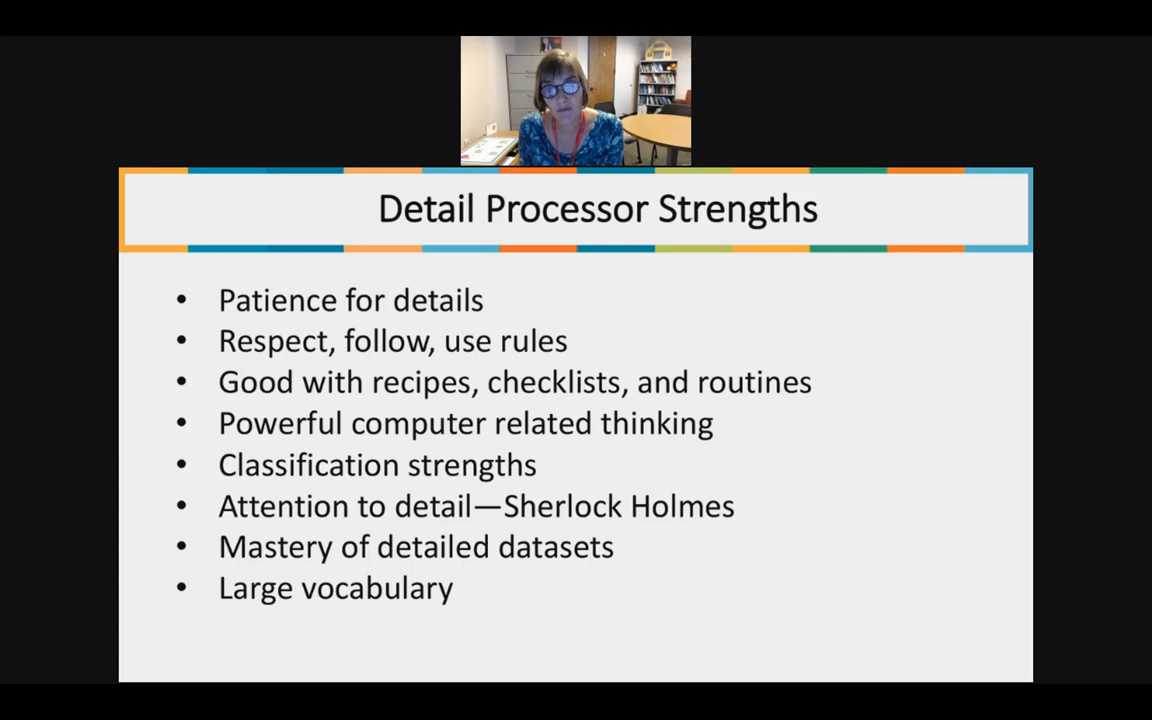 Detail Processor Strengths
• Patience for details
• Respect, follow, use rules
• Good with recipes, checklists, and routines
• Powerful computer related thinking
• Classification strengths
• Attention to detail—Sherlock Holmes
• Mastery of detailed datasets
• Large vocabulary